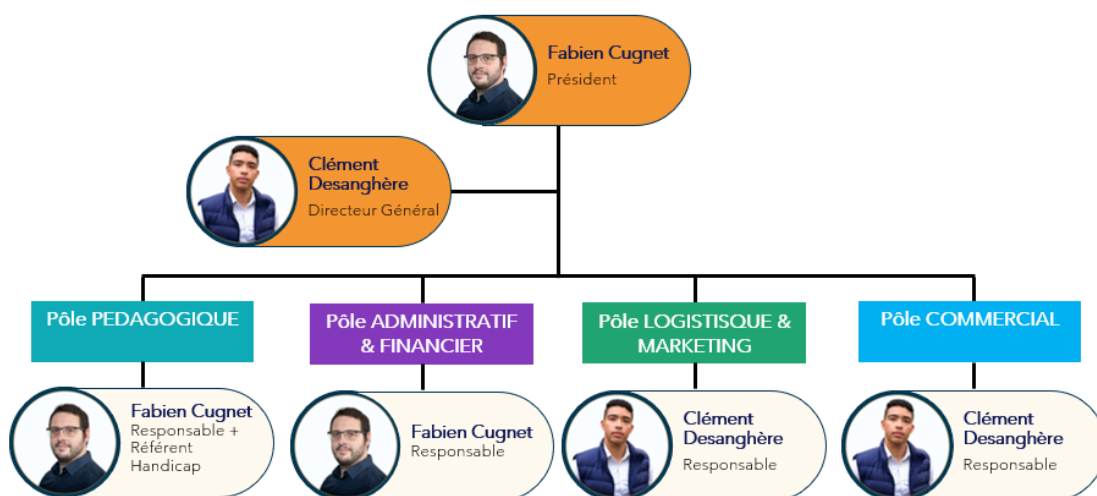 Fabien Cugnet
Président
Clément
Desanghère
Directeur Général
Pôle PEDAGOGIQUE
Pôle ADMINISTRATIF
& FINANCIER
Pôle LOGISTISQUE &
MARKETING
Pôle COMMERCIAL
Fabien Cugnet
Responsable +
Référent
Handicap
Fabien Cugnet
Responsable
Clément
Desanghère
Responsable
Clément
Desanghère
Responsable